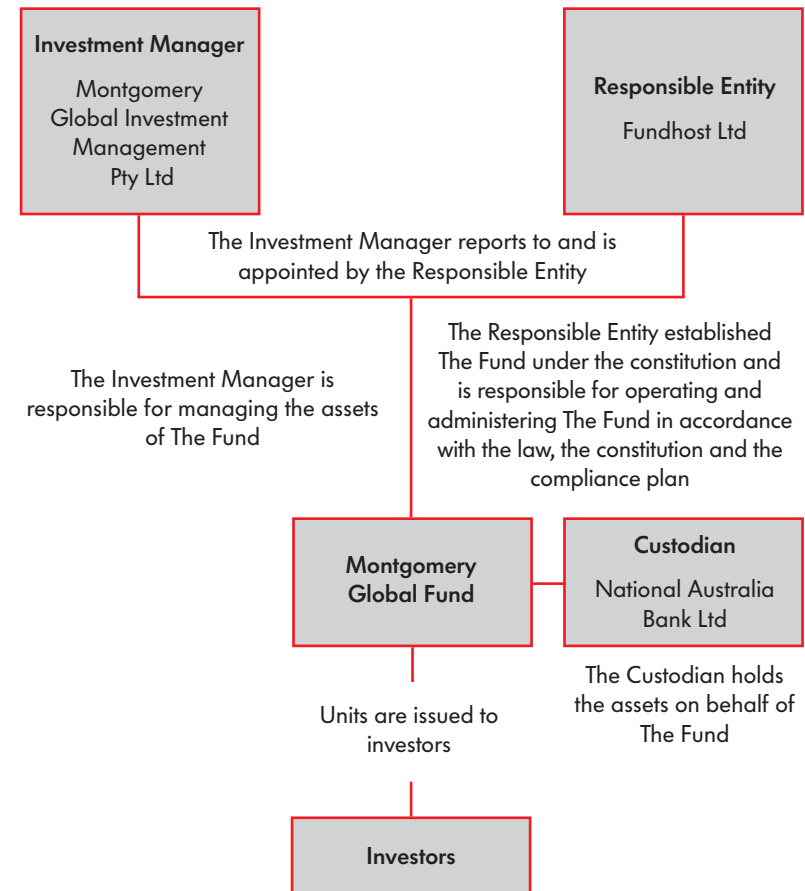 Investment Manager
Montgomery
Global Investment
Management
Pty Ltd
Responsible Entity
Fundhost Ltd
The Investment Manager reports to and is
appointed by the Responsible Entity
The Investment Manager is
responsible for managing the assets
of The Fund
The Responsible Entity established
The Fund under the constitution and
is responsible for operating and
administering The Fund in accordance
with the law, the constitution and the
compliance plan
Montgomery
Global Fund
Custodian
National Australia
Bank Ltd
The Custodian holds
the assets on behalf of
The Fund
Units are issued to
investors
Investors